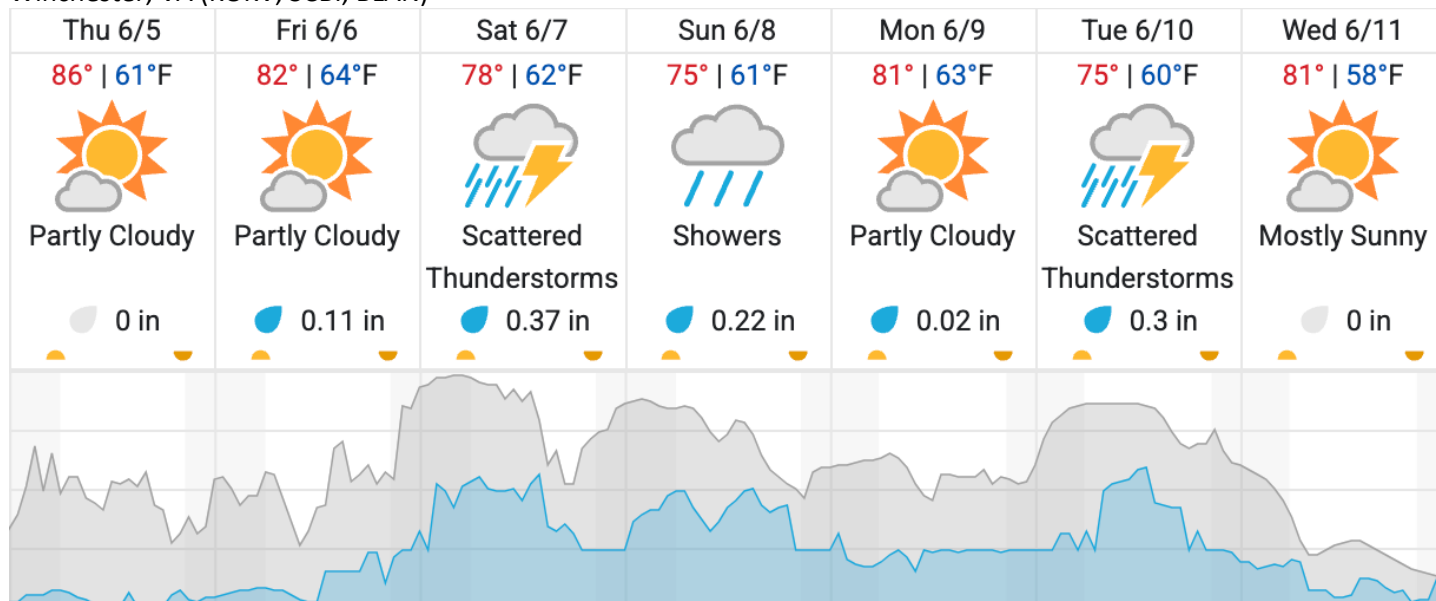 Thu 6/5 Fri 6/6 Sat 6/7 Sun 6/8 Mon 6/9 Tue 6/10 Wed 6/11
86° | 61°F 82° | 64°F 78° | 62°F 75° | 61°F 81° | 63°F 75° | 60°F 81° | 58°F
Partly Cloudy Partly Cloudy Scattered Showers Partly Cloudy Scattered Mostly Sunny
Thunderstorms Thunderstorms
0 in 0.11 in 0.37 in 0.22 in 0.02 in 0.3 in 0 in